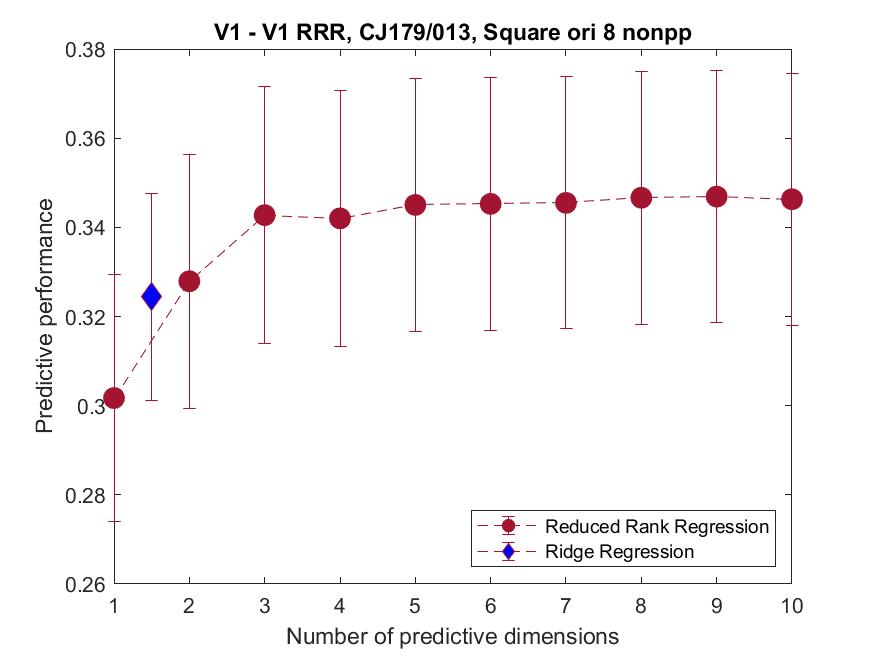 V1 - V1 RRR, CJ179/013, Square ori 8 nonpp
0.38
0.36
0.34
0.32
0.3
0.28
0.26
Predictive performance
1 2 3 4 5 6 7 8 9 10
Number of predictive dimensions
Reduced Rank Regression
Ridge Regression